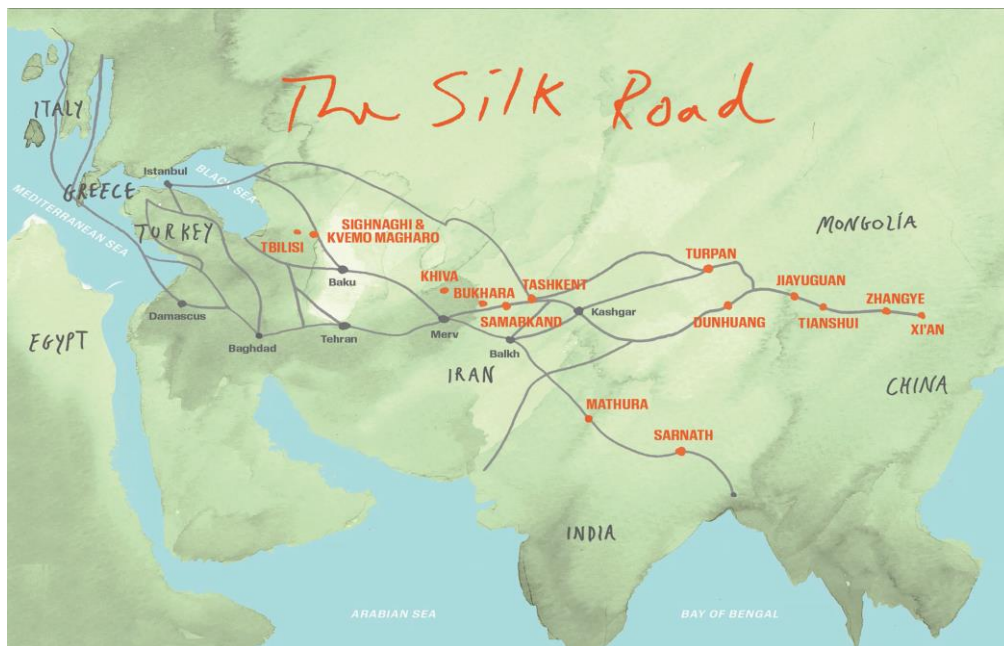 The Silk Road
ITALY
Istanbul
BLACK SEA
GREECE
MEDITERRANEAN SEA
TURKEY
SIGHNAGHI &
KVEMO MAGHARO
TBILISI
MONGOLÍA
TURPAN
Baku
KHIVA
BUKHARA
TASHKENT
JIAYUGUAN
ZHANGYE
Damascus
SAMARKAND
Kashgar
DUNHUANG
TIANSHUI
XI'AN
EGYPT
Baghdad
Tehran
Merv
Balkh
IRAN
CHINA
MATHURA
SARNATH
INDIA
ARABIAN SEA
BAY OF BENGAL